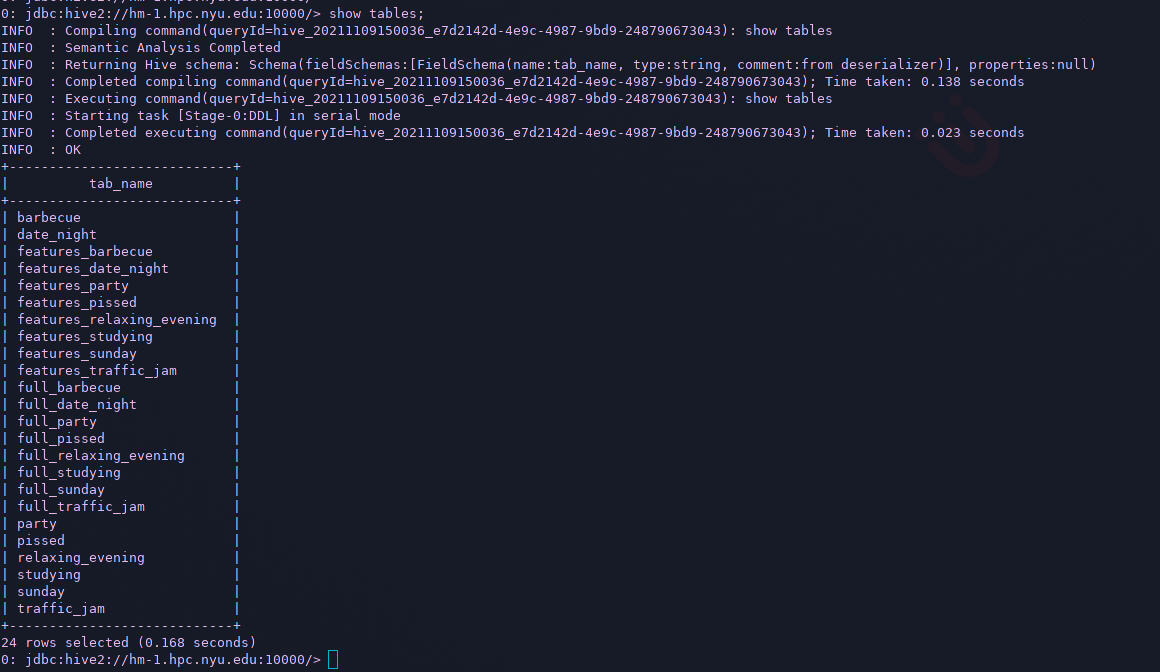 0: jdbc:hive2://hm-1.hpc.nyu.edu:10000/> show tables;
INFO  : Compiling command(queryId=hive_20211109150036_e7d2142d-4e9c-4987-9bd9-248790673043): show tables
INFO  : Semantic Analysis Completed
INFO  : Returning Hive schema: Schema(fieldSchemas:[FieldSchema(name:tab_name, type:string, comment:from deserializer)], properties:null)
INFO  : Completed compiling command(queryId=hive_20211109150036_e7d2142d-4e9c-4987-9bd9-248790673043); Time taken: 0.138 seconds
INFO  : Executing command(queryId=hive_20211109150036_e7d2142d-4e9c-4987-9bd9-248790673043): show tables
INFO  : Starting task [Stage-0:DDL] in serial mode
INFO  : Completed executing command(queryId=hive_20211109150036_e7d2142d-4e9c-4987-9bd9-248790673043); Time taken: 0.023 seconds
INFO  : OK
+----------------------------+
|          tab_name          |
+----------------------------+
| barbecue                   |
| date_night                 |
| features_barbecue          |
| features_date_night        |
| features_party             |
| features_pissed            |
| features_relaxing_evening  |
| features_studying          |
| features_sunday            |
| features_traffic_jam       |
| full_barbecue              |
| full_date_night            |
| full_party                 |
| full_pissed                |
| full_relaxing_evening      |
| full_studying              |
| full_sunday                |
| full_traffic_jam           |
| party                      |
| pissed                     |
| relaxing_evening           |
| studying                   |
| sunday                     |
| traffic_jam                |
+----------------------------+
24 rows selected (0.168 seconds)
0: jdbc:hive2://hm-1.hpc.nyu.edu:10000/>